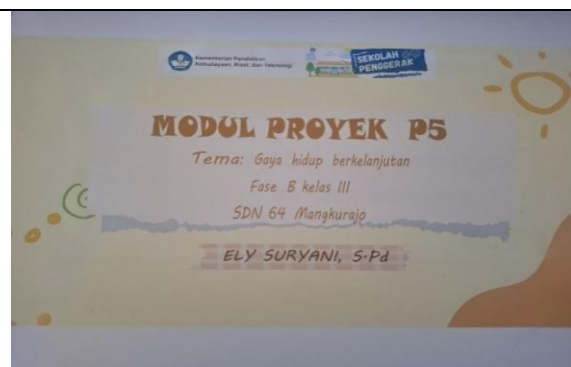 Kementerian Pendidikan
Kebudayaan, Riset, dan Teknologi
SEKOLAH
PENGGERAK
MODUL PROYEK P5
Tema: Gaya hidup berkelanjutan
Fase B kelas III
SDN 64 Mangkurajo
ELY SURYANI, S.Pd